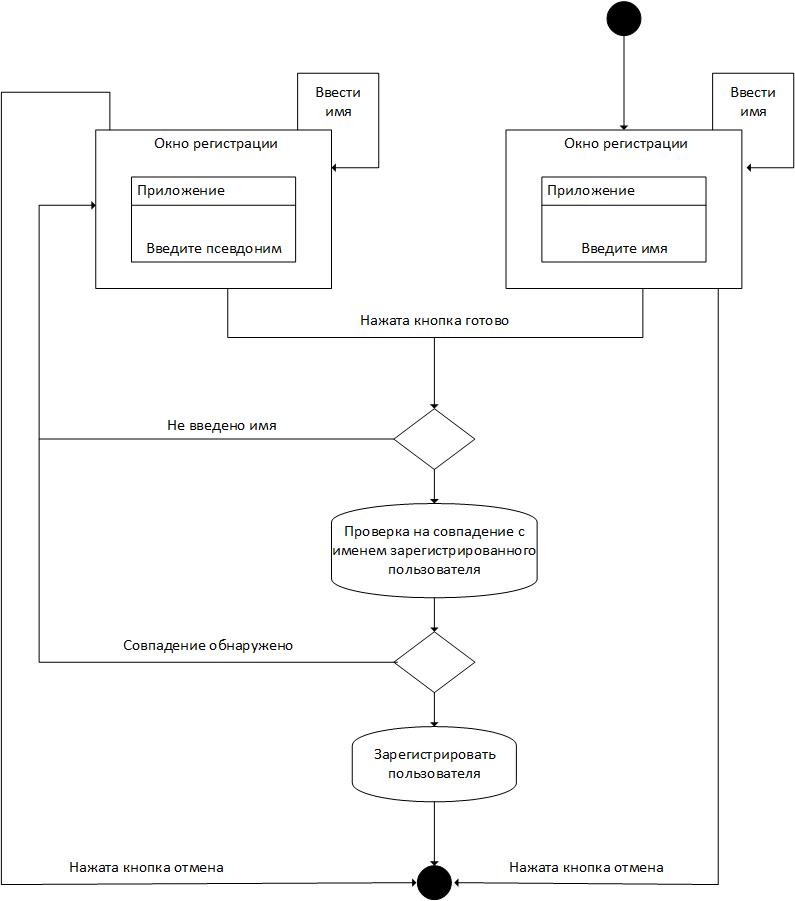 Ввести
имя
Ввести
имя
Окно регистрации
Окно регистрации
Приложение
Приложение
Введите псевдоним
Введите имя
Нажата кнопка готово
Не введено имя
Проверка на совпадение с
именем зарегистрированного
пользователя
Совпадение обнаружено
Зарегистрировать
пользователя
Нажата кнопка отмена
Нажата кнопка отмена